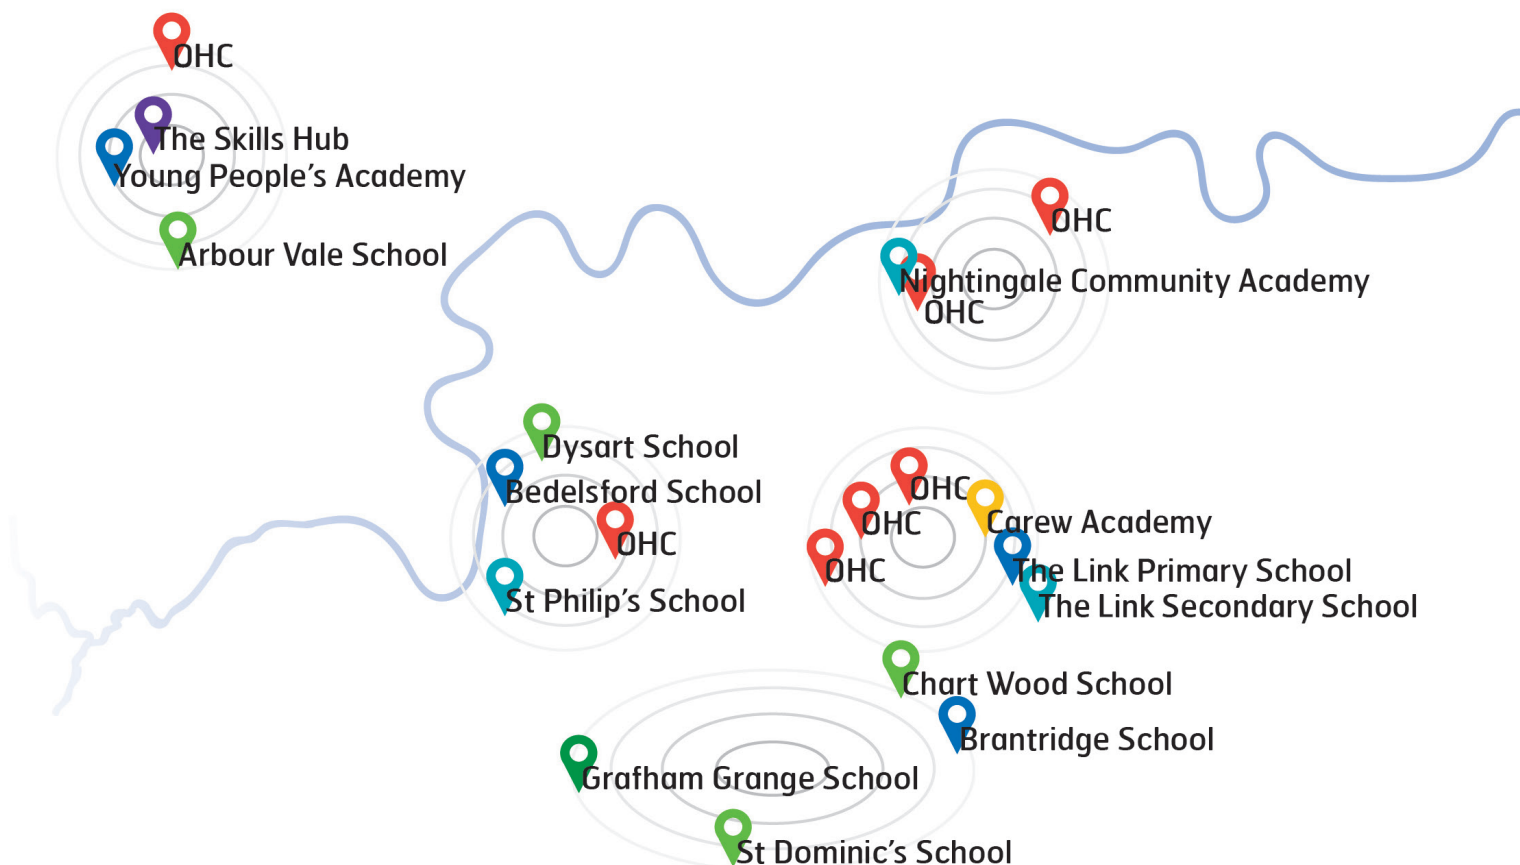 OHC
The Skills Hub
Young People’s Academy
Arbour Vale School
OHC
Nightingale Community Academy
OHC
Dysart School
Bedelsford School
OHC
St Philip’s School
OHC
OHC
OHC
Carew Academy
The Link Primary School
The Link Secondary School
Chart Wood School
Brantridge School
Grafham Grange School
St Dominic’s School